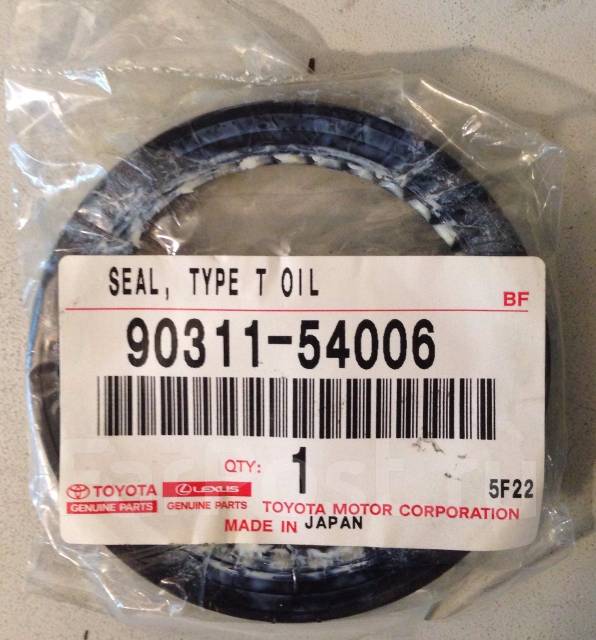 SEAL, TYPE T OIL
BF
90311-54006
QTY: 1
5F22
TOYOTA LEXUS
GENUINE PARTS GENUINE PARTS TOYOTA MOTOR CORPORATION
MADE IN JAPAN